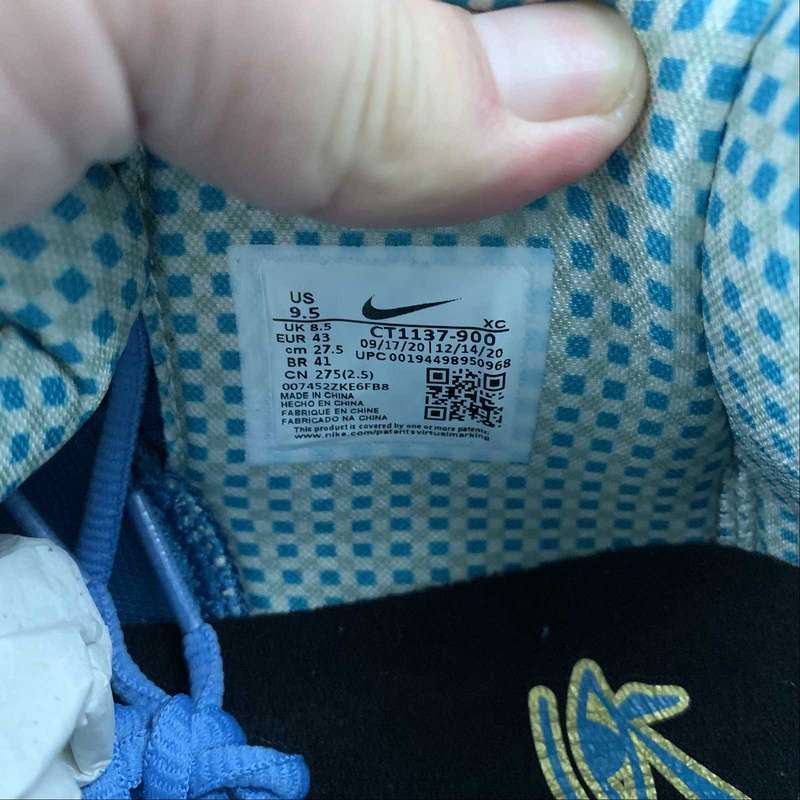 US
9.5
XC
UK 8.5
CT1137-900
EUR 43
09/17/20 12/14/20
cm 27.5
UPC 00194498950968
BR 41
CN 275(2.5)
007452ZKE6FB8
MADE IN CHINA
HECHO EN CHINA
FABRIQUE EN CHINE
FABRICADO NA CHINA
This product is covered by one or more patents:
www.nike.com/patentsvirtualmarking